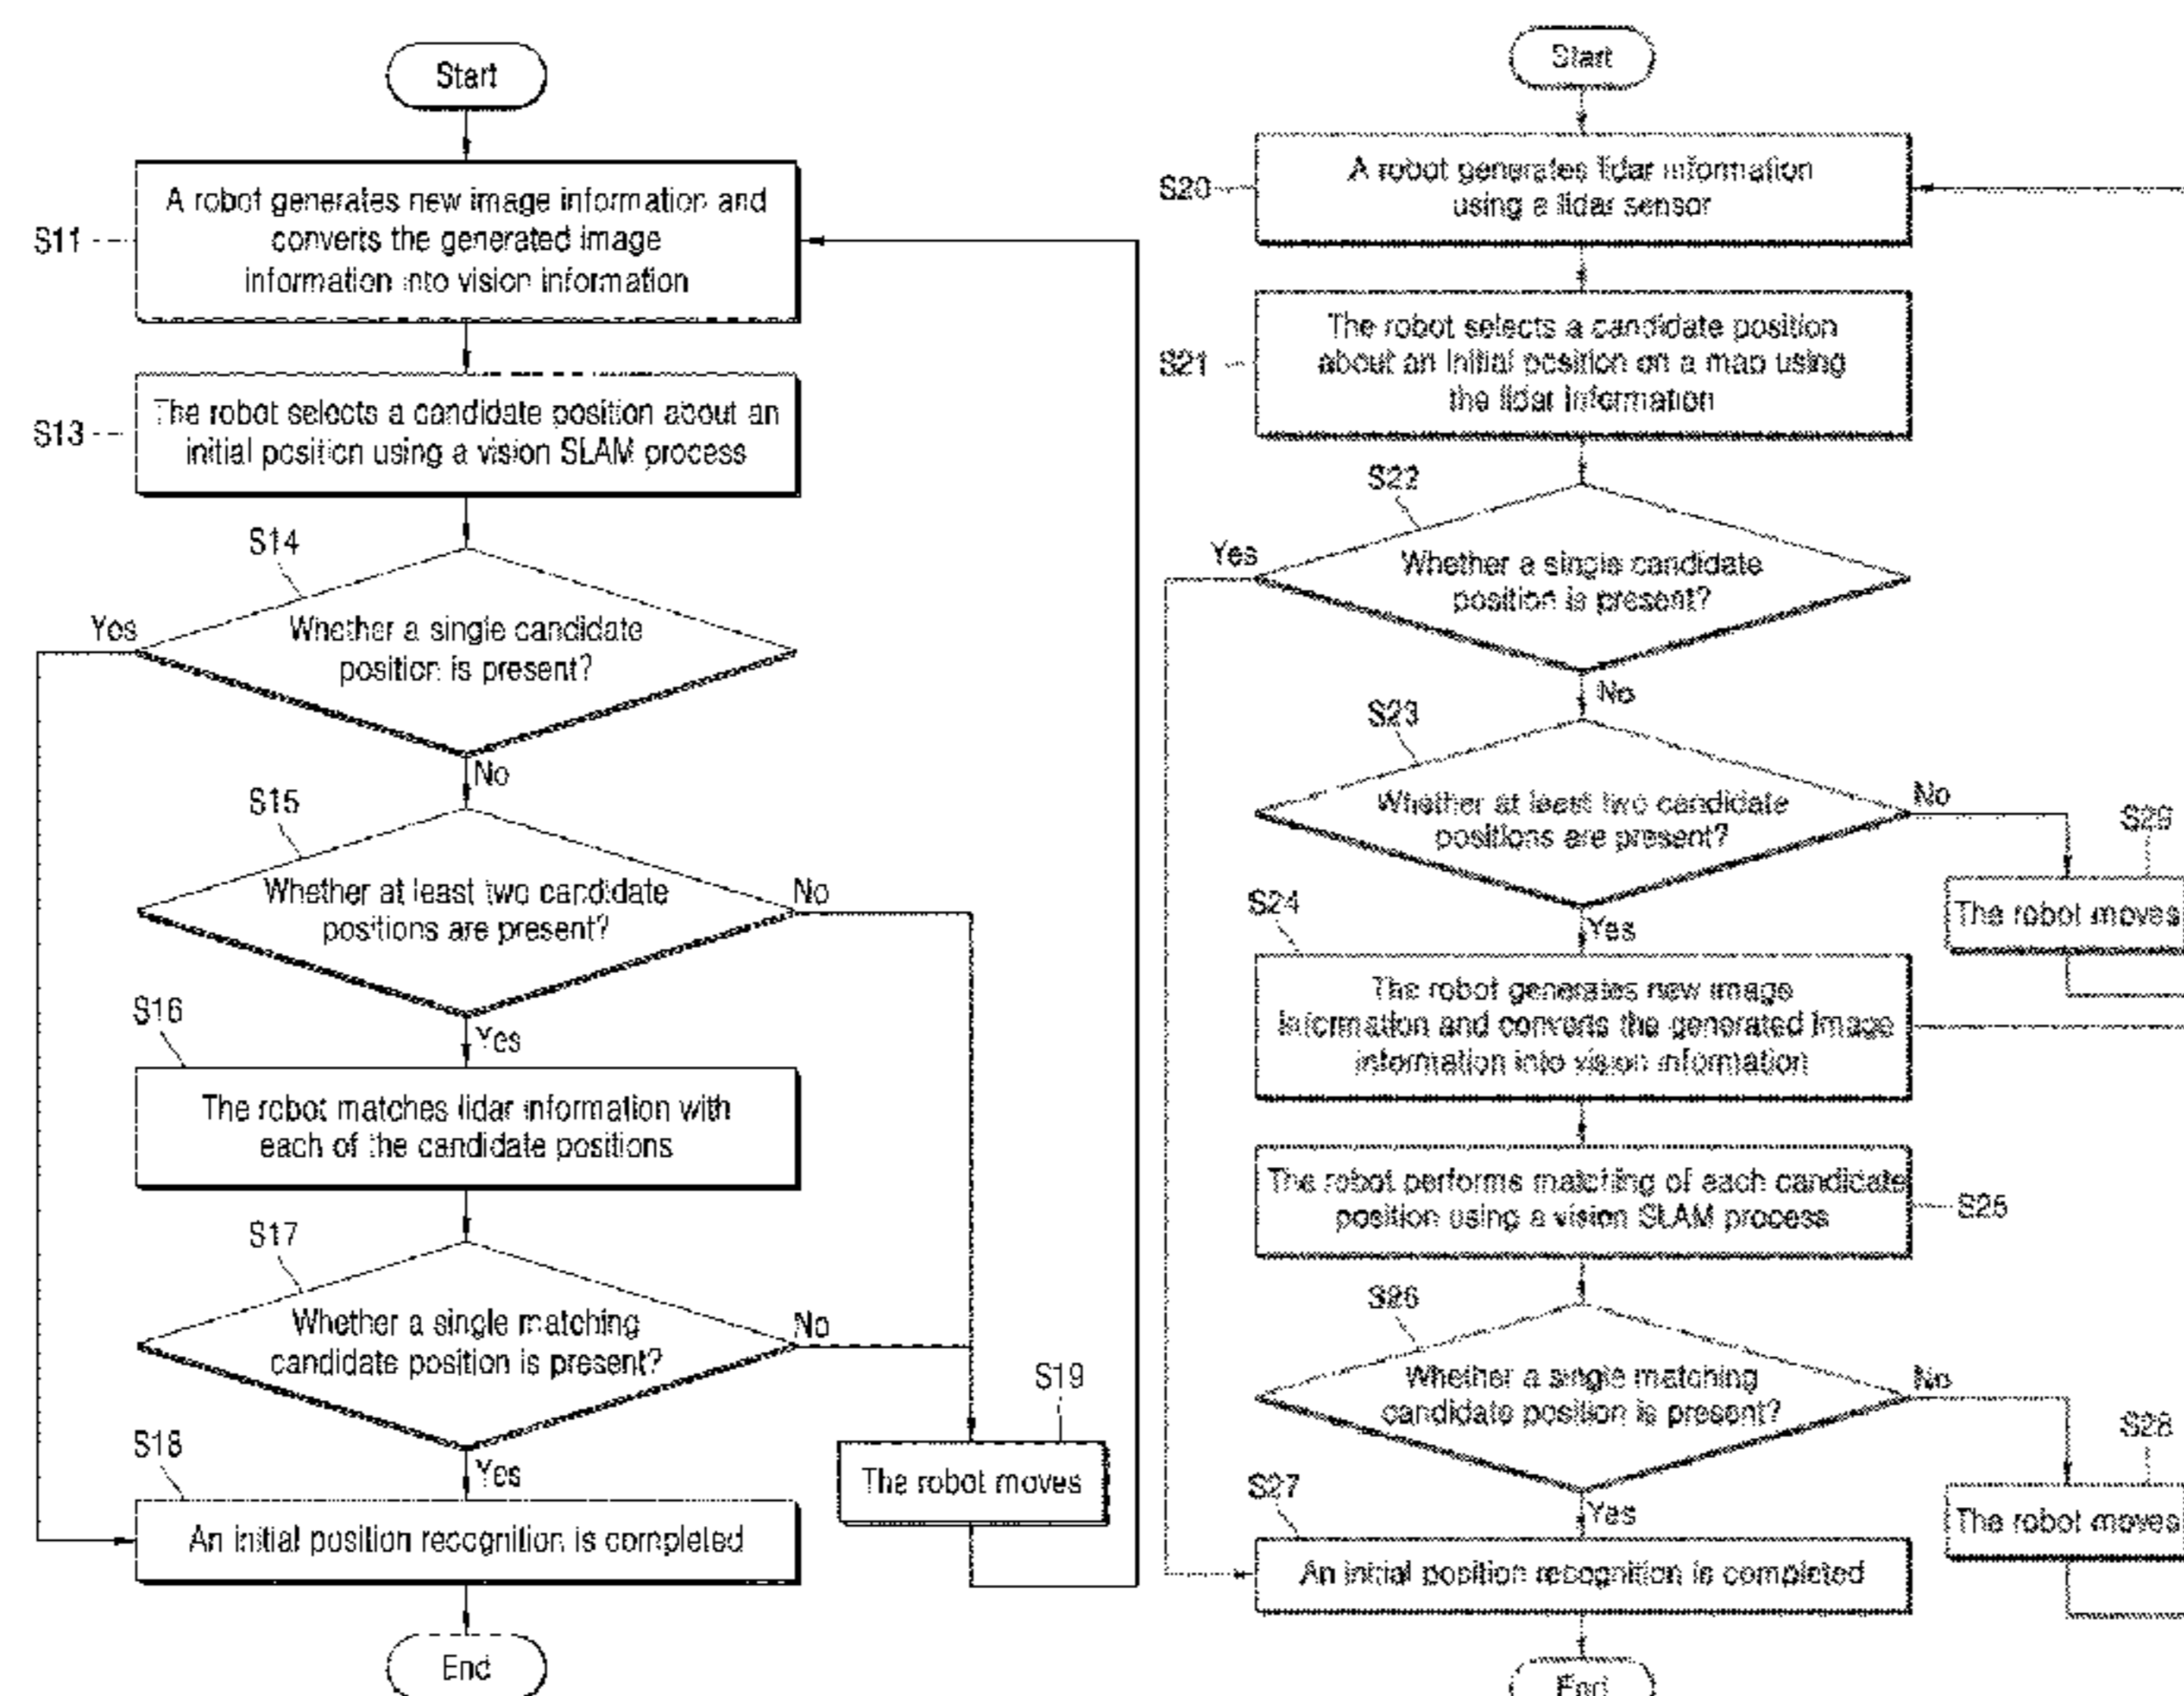 Start
S11
A robot generates new image information and
converts the generated image
information into vision information
S13
The robot selects a candidate position about an
initial position using a vision SLAM process
S14
Yes
Whether a single candidate
position is present?
No
S15
Whether at least two candidate
positions are present?
No
S16
Yes
The robot matches lidar information with
each of the candidate positions
S17
Whether a single matching
candidate position is present?
No
S19
The robot moves
S18
Yes
An initial position recognition is completed
End
Start
S20
A robot generates lidar information
using a lidar sensor
S21
The robot selects a candidate position
about an initial position on a map using
the lidar information
S22
Yes
Whether a single candidate
position is present?
No
S23
Whether at least two candidate
positions are present?
No
S29
The robot moves
S24
Yes
The robot generates new image
information and converts the generated image
information into vision information
The robot performs matching of each candidate
position using a vision SLAM process
S25
S26
Whether a single matching
candidate position is present?
No
S28
The robot moves
S27
Yes
An initial position recognition is completed
End